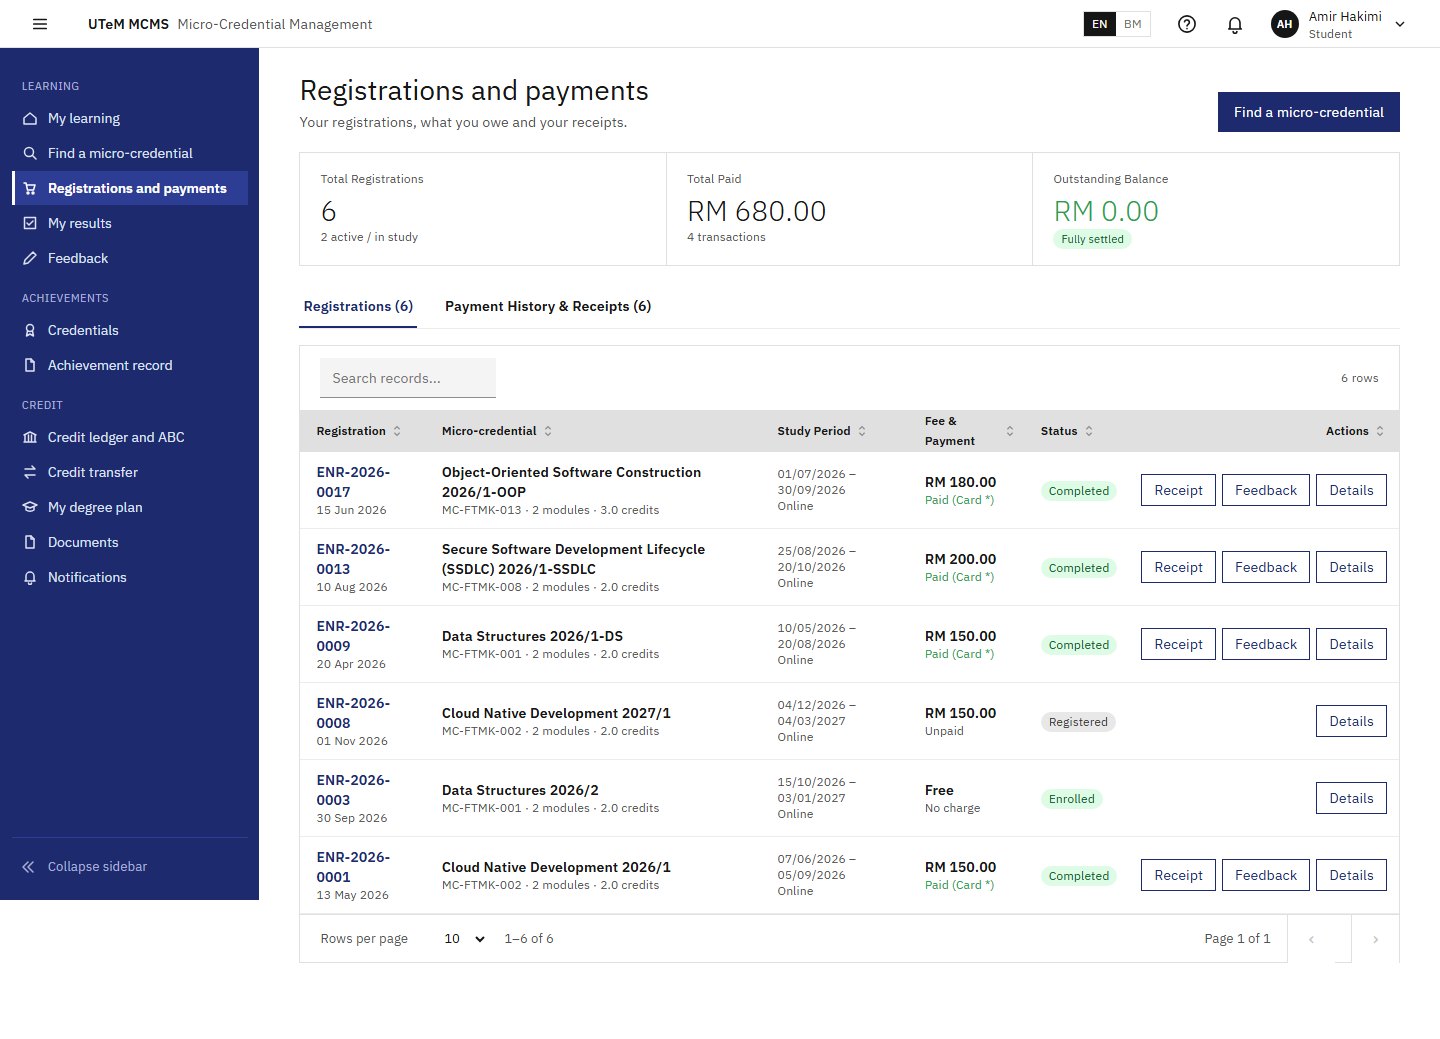 UTeM MCMS Micro-Credential Management
EN BM
AH
Amir Hakimi
Student
LEARNING
My learning
Find a micro-credential
Registrations and payments
My results
Feedback
ACHIEVEMENTS
Credentials
Achievement record
CREDIT
Credit ledger and ABC
Credit transfer
My degree plan
Documents
Notifications
Collapse sidebar
Registrations and payments
Your registrations, what you owe and your receipts.
Find a micro-credential
Total Registrations
6
2 active / in study
Total Paid
RM 680.00
4 transactions
Outstanding Balance
RM 0.00
Fully settled
Registrations (6) Payment History & Receipts (6)
Search records...
6 rows
Registration Micro-credential Study Period Fee & Payment Status Actions
ENR-2026-
0017
15 Jun 2026
Object-Oriented Software Construction
2026/1-OOP
MC-FTMK-013 · 2 modules · 3.0 credits
01/07/2026 –
30/09/2026
Online
RM 180.00
Paid (Card *)
Completed
Receipt Feedback Details
ENR-2026-
0013
10 Aug 2026
Secure Software Development Lifecycle
(SSDLC) 2026/1-SSDLC
MC-FTMK-008 · 2 modules · 2.0 credits
25/08/2026 –
20/10/2026
Online
RM 200.00
Paid (Card *)
Completed
Receipt Feedback Details
ENR-2026-
0009
20 Apr 2026
Data Structures 2026/1-DS
MC-FTMK-001 · 2 modules · 2.0 credits
10/05/2026 –
20/08/2026
Online
RM 150.00
Paid (Card *)
Completed
Receipt Feedback Details
ENR-2026-
0008
01 Nov 2026
Cloud Native Development 2027/1
MC-FTMK-002 · 2 modules · 2.0 credits
04/12/2026 –
04/03/2027
Online
RM 150.00
Unpaid
Registered
Details
ENR-2026-
0003
30 Sep 2026
Data Structures 2026/2
MC-FTMK-001 · 2 modules · 2.0 credits
15/10/2026 –
03/01/2027
Online
Free
No charge
Enrolled
Details
ENR-2026-
0001
13 May 2026
Cloud Native Development 2026/1
MC-FTMK-002 · 2 modules · 2.0 credits
07/06/2026 –
05/09/2026
Online
RM 150.00
Paid (Card *)
Completed
Receipt Feedback Details
Rows per page 10 1–6 of 6
Page 1 of 1 ‹ ›